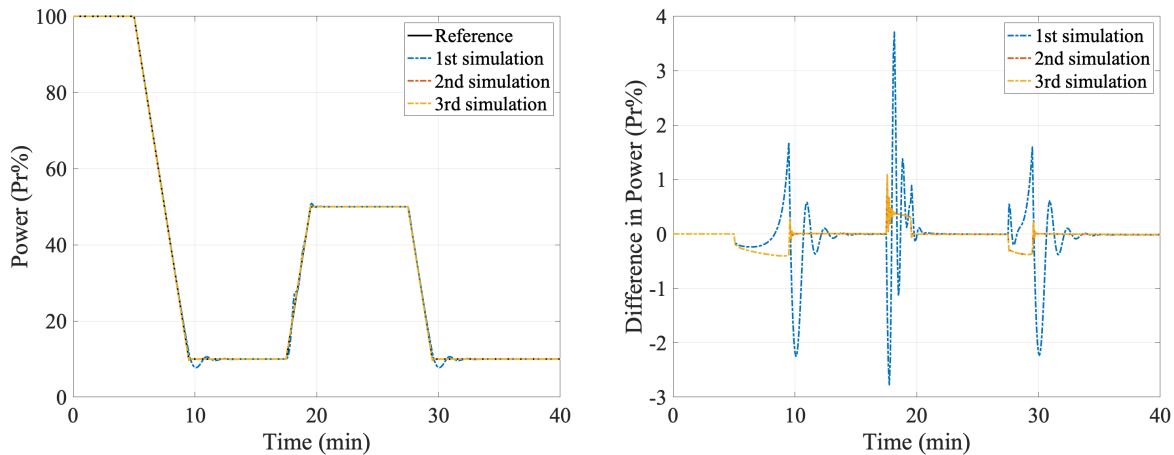 100
80
60
40
20
0
0
10
20
30
40
Power (Pr%)
Time (min)
Reference
1st simulation
2nd simulation
3rd simulation
4
3
2
1
0
-1
-2
-3
0
10
20
30
40
Difference in Power (Pr%)
Time (min)
1st simulation
2nd simulation
3rd simulation